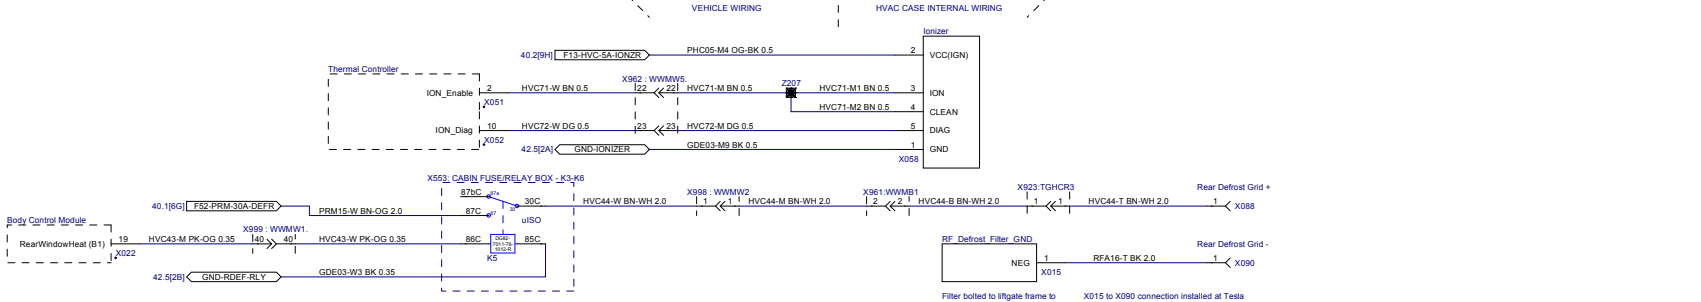 VEHICLE WIRING
HVAC CASE INTERNAL WIRING
Ionizer
40.2[9H] F13-HVC-5A-IONZR PHC05-M4 OG-BK 0.5 2 VCC(IGN)
Thermal Controller
X962 : WWMW5.
Z207
ION_Enable 2 HVC71-W BN 0.5 22 22 HVC71-M BN 0.5 HVC71-M1 BN 0.5 3 ION
X051
HVC71-M2 BN 0.5 4 CLEAN
ION_Diag 10 HVC72-W DG 0.5 23 23 HVC72-M DG 0.5 5 DIAG
X052
42.5[2A] GND-IONIZER GDE03-M9 BK 0.5 1 GND
X058
X553: CABIN FUSE/RELAY BOX - K3-K6
87bC 87a
30 30C HVC44-W BN-WH 2.0 X998 : WWMW2 1 1 HVC44-M BN-WH 2.0 X961:WWMB1 2 2 HVC44-B BN-WH 2.0 X923:TGHCR3 1 1 HVC44-T BN-WH 2.0 1 X088
Rear Defrost Grid +
40.1[6G] F52-PRM-30A-DEFR PRM15-W BN-OG 2.0 87C 87
uISO
Body Control Module
RearWindowHeat (B1) 19 HVC43-M PK-OG 0.35 X999 : WWMW1. 40 40 HVC43-W PK-OG 0.35 86C 85C
X022
K5
42.5[2B] GND-RDEF-RLY GDE03-W3 BK 0.35
RF_Defrost_Filter_GND
Rear Defrost Grid -
NEG 1 RFA16-T BK 2.0 1 X090
X015
Filter bolted to liftgate frame to
X015 to X090 connection installed at Tesla